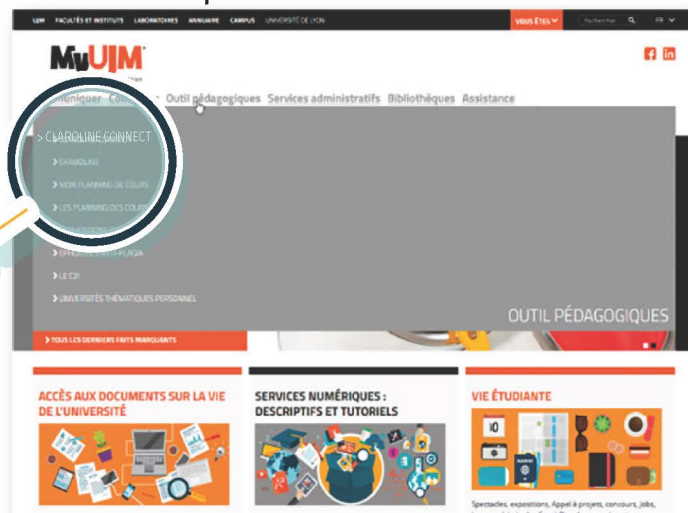 UJM FACULTÉS ET INSTITUTS LABORATOIRES ANNUAIRE CAMPUS UNIVERSITÉ DE LYON VOUS ÊTES Rechercher FR
MyUJM
Outil pédagogiques Services administratifs Bibliothèques Assistance
> CLAROLINE CONNECT
> EXAMONLINE
> MON PLANNING DE COURS
> LES PLANNING DES COURS
> LE C2I
> UNIVERSITÉS THÉMATIQUES PERSONNEL
OUTIL PÉDAGOGIQUES
> TOUS LES DERNIERS FAITS MARQUANTS
ACCÈS AUX DOCUMENTS SUR LA VIE
DE L'UNIVERSITÉ
SERVICES NUMÉRIQUES :
DESCRIPTIFS ET TUTORIELS
VIE ÉTUDIANTE
10
Spectacles, expositions, Appel à projets, concours, Jobs,